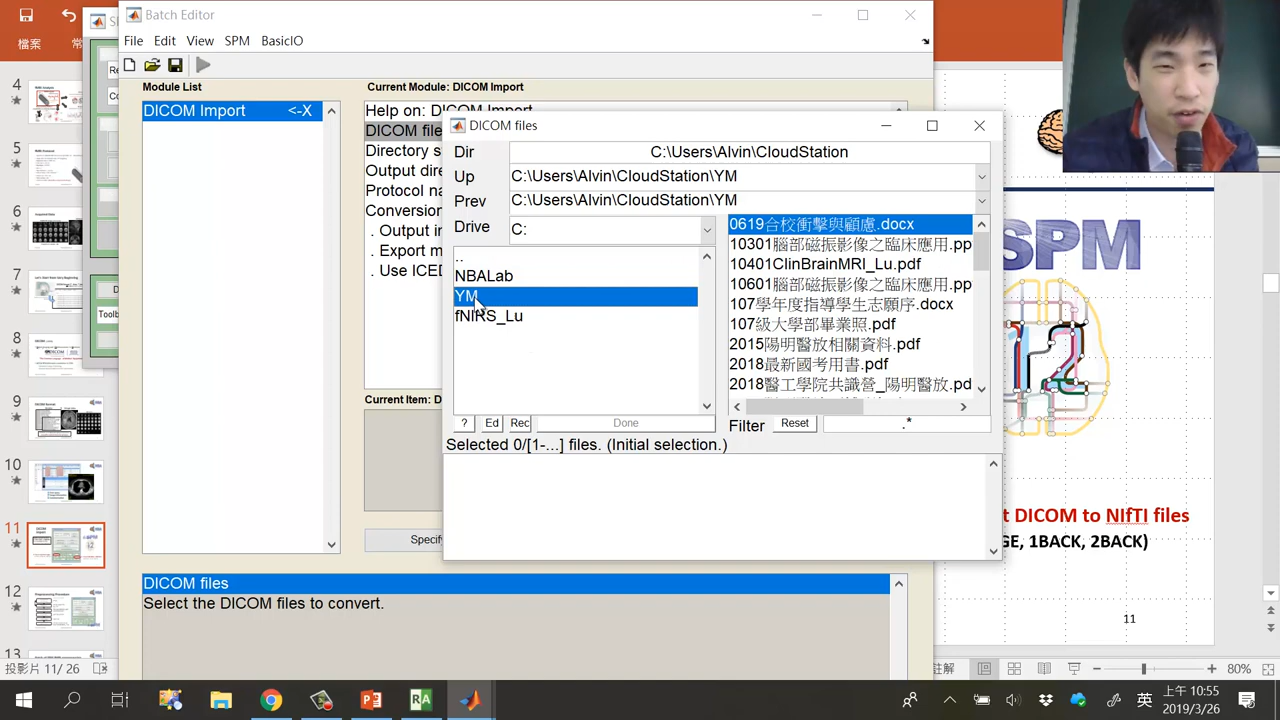 檔案
Batch Editor
File Edit View SPM BasicIO
Module List
DICOM Import <-X
Current Module: DICOM Import
Help on: DICOM Import
DICOM file
Directory s
Output dire
Protocol na
Conversion
. Output in
. Export m
. Use ICED
Current Item: D
Specify
DICOM files
Select the DICOM files to convert.
DICOM files
Dir C:\Users\Alvin\CloudStation
Up C:\Users\Alvin\CloudStation\YM
Prev C:\Users\Alvin\CloudStation\YM
Drive C:
..
NBALab
YM
fNIRS_Lu
0619合校衝擊與顧慮.docx
10301腦部磁振影像之臨床應用.pp
10401ClinBrainMRI_Lu.pdf
10601腦部磁振影像之臨床應用.pp
107學年度指導學生志願序.docx
107級大學部畢業照.pdf
2015陽明醫放相關資料.pdf
2018最新國考用書.pdf
2018醫工學院共識營_陽明醫放.pd
? Ed Rec Done
Filter Reset .*
Selected 0/[1-...] files. (Initial selection.)
SPM
t DICOM to NIfTI files
GE, 1BACK, 2BACK)
11
4
5
6
7
8
9
10
11
12
13
投影片 11/ 26
註解
80%
英
上午 10:55
2019/3/26